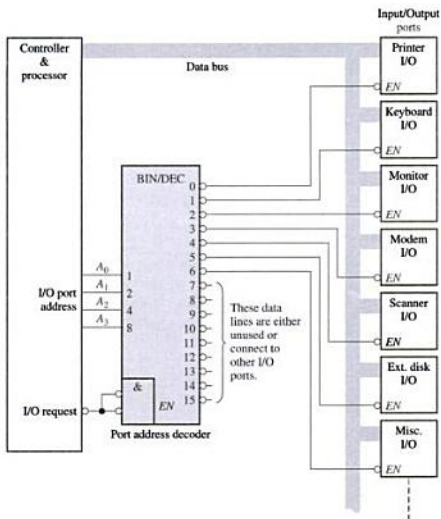 Input/Output
ports
Controller
&
processor
Data bus
Printer
I/O
EN
Keyboard
I/O
EN
Monitor
I/O
EN
Modem
I/O
EN
Scanner
I/O
EN
Ext. disk
I/O
EN
Misc.
I/O
EN
BIN/DEC
0
1
2
3
4
5
6
7
8
9
10
11
12
13
14
15
I/O port
address
A0
A1
A2
A3
1
2
4
8
These data
lines are either
unused or
connect to
other I/O
ports.
&
EN
I/O request
Port address decoder